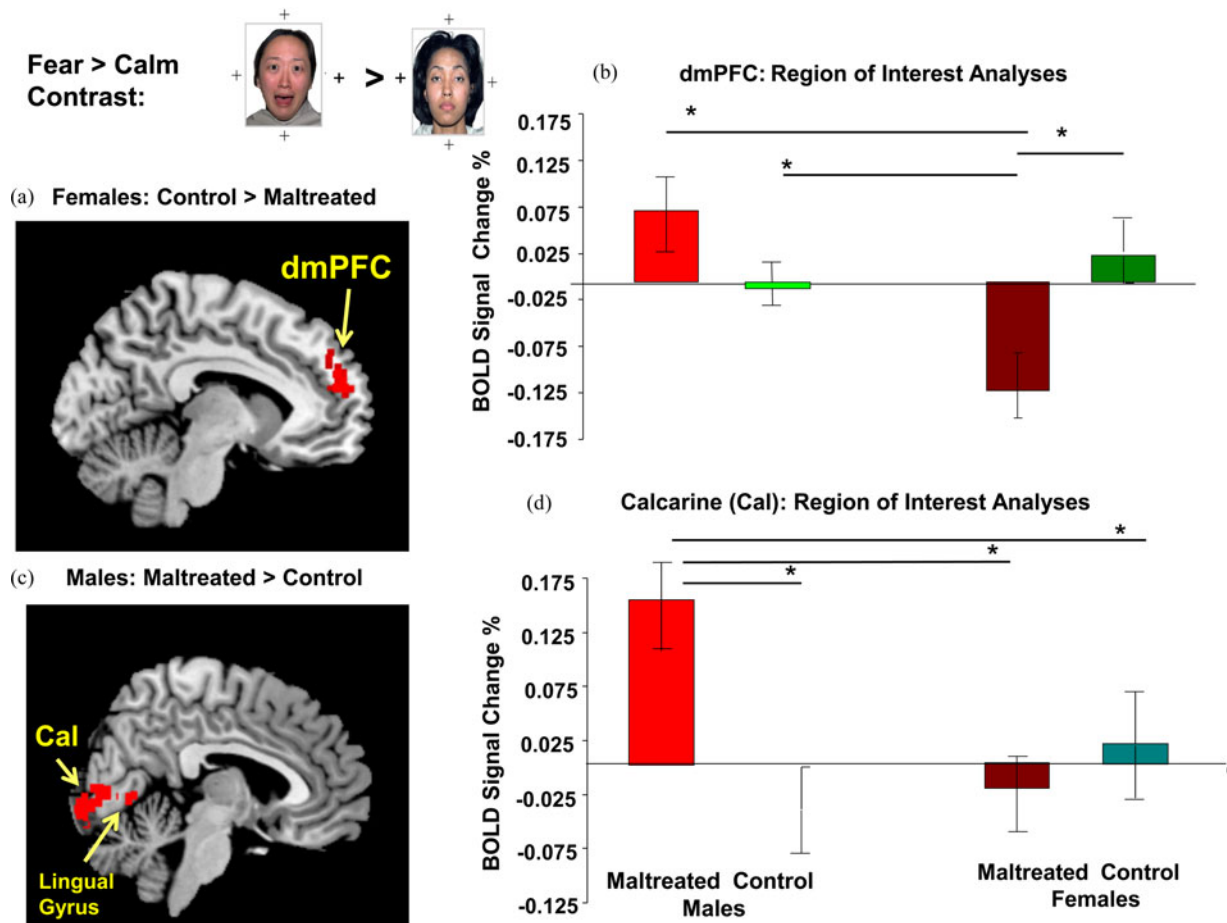 Fear > Calm
Contrast:
>
(a) Females: Control > Maltreated
dmPFC
(b) dmPFC: Region of Interest Analyses
BOLD Signal Change %
0.175
0.125
0.075
0.025
-0.025
-0.075
-0.125
-0.175
*
*
*
(c) Males: Maltreated > Control
Cal
Lingual
Gyrus
(d) Calcarine (Cal): Region of Interest Analyses
BOLD Signal Change %
0.175
0.125
0.075
0.025
-0.025
-0.075
-0.125
*
*
*
Maltreated Control
Males
Maltreated Control
Females